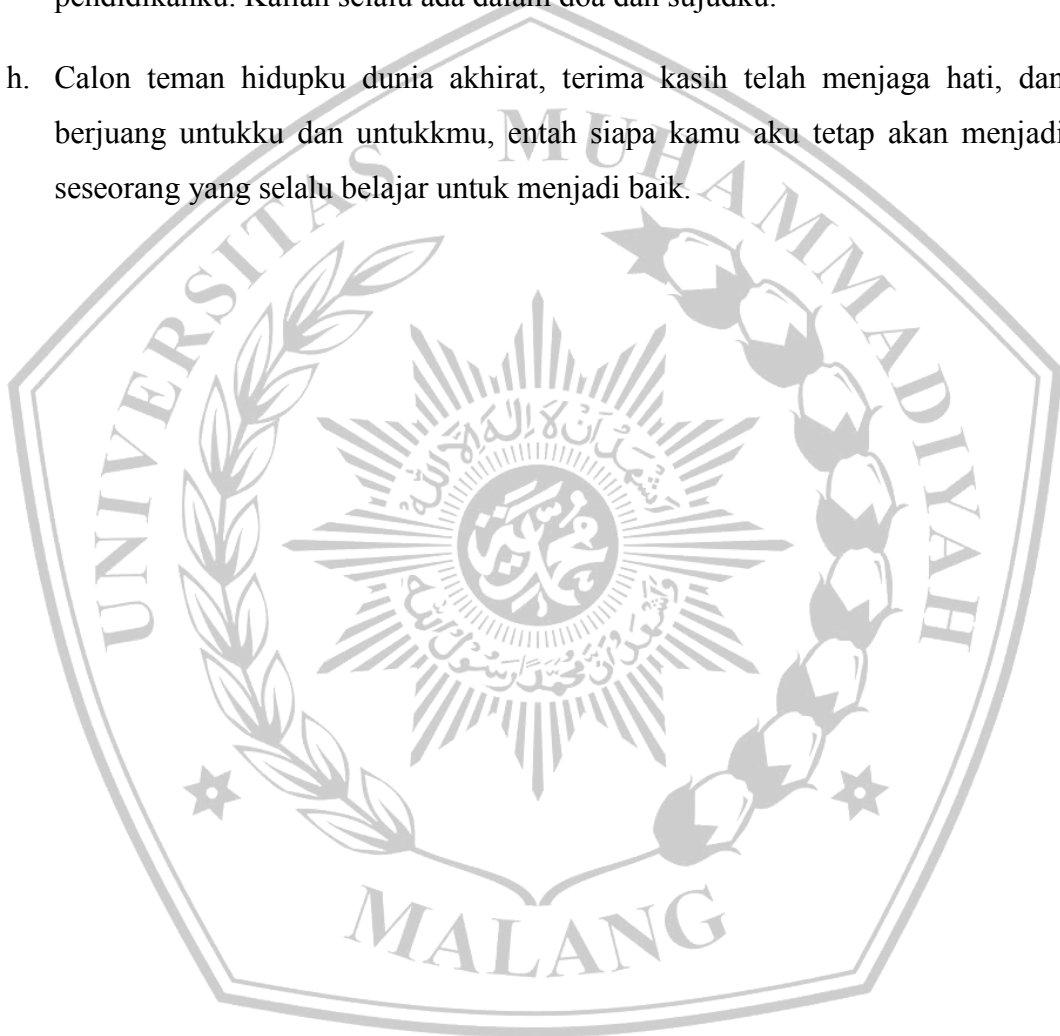 pendidikanku. Kalian selalu ada dalam doa dan sujudku.
h. Calon teman hidupku dunia akhirat, terima kasih telah menjaga hati, dan
berjuang untukku dan untukkmu, entah siapa kamu aku tetap akan menjadi
seseorang yang selalu belajar untuk menjadi baik.
UNIVERSITAS MUHAMMADIYAH
MALANG